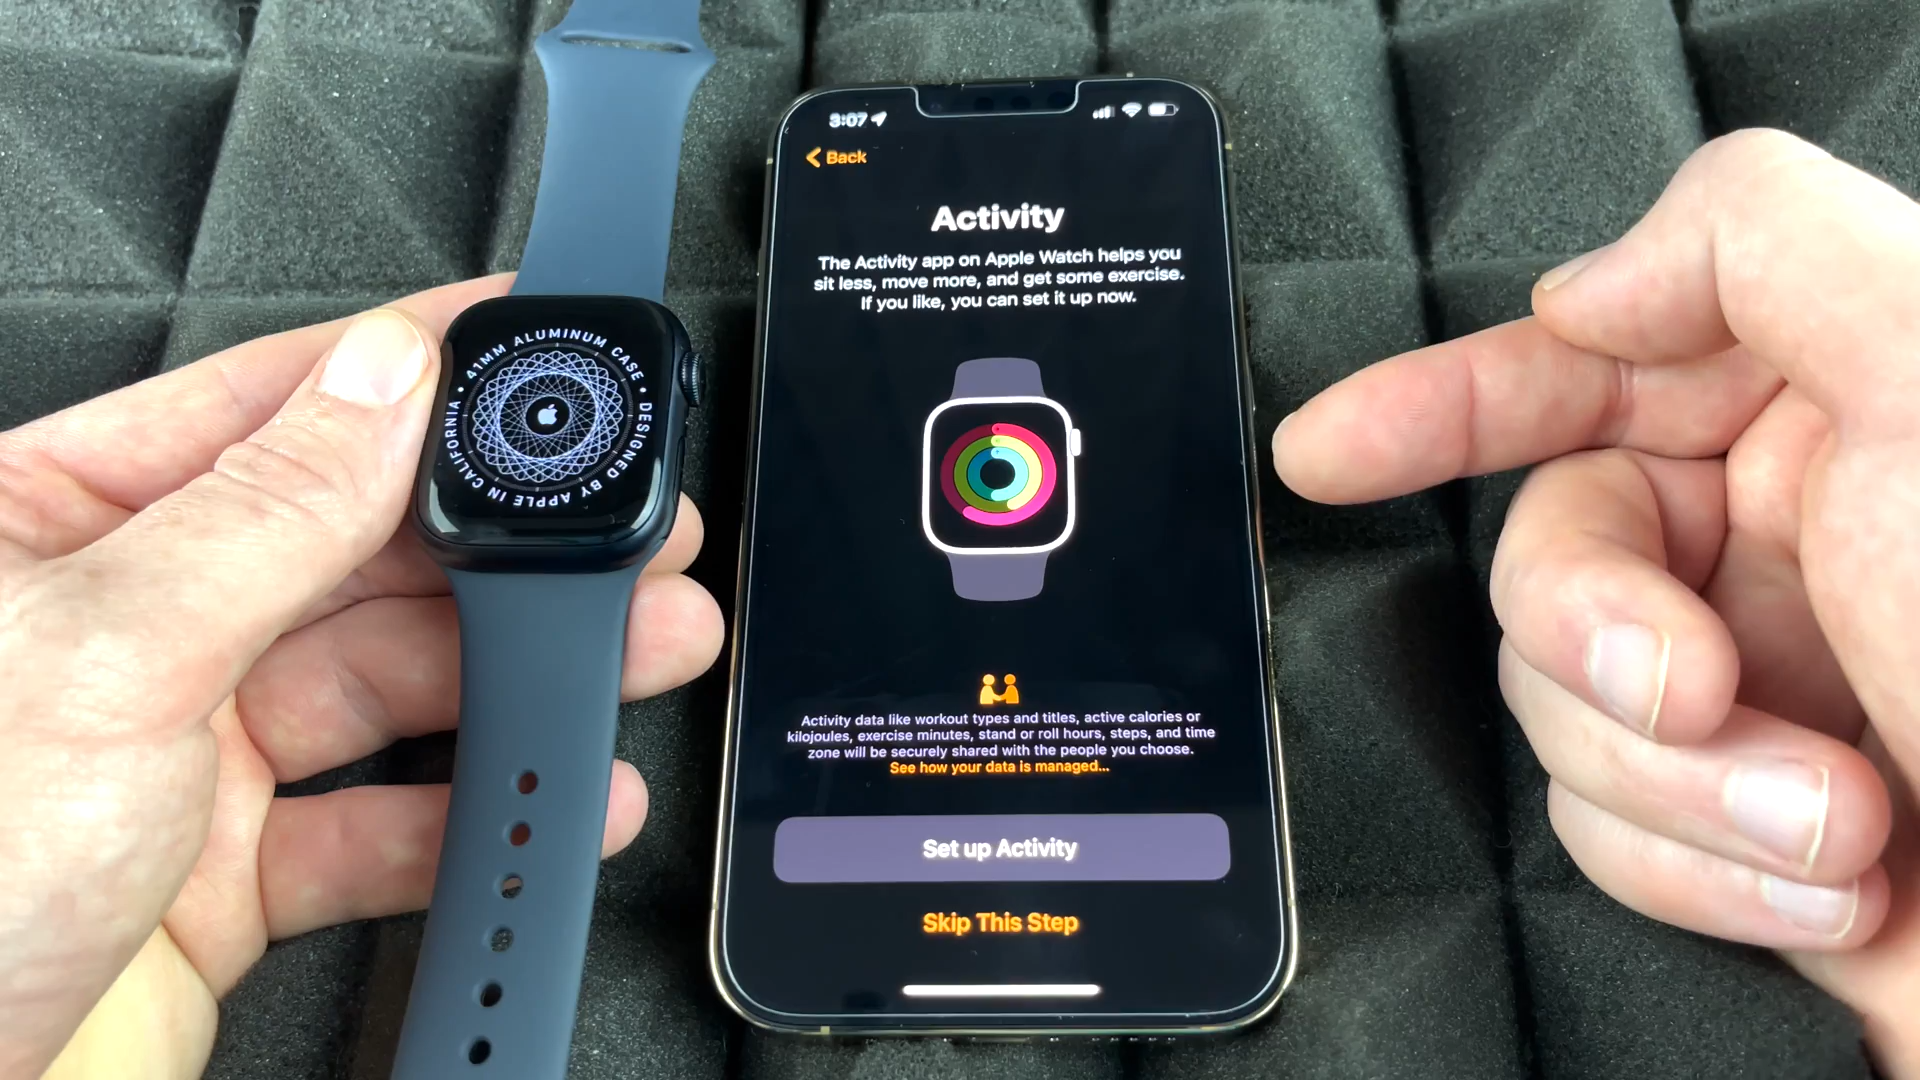 41MM ALUMINUM CASE • DESIGNED BY APPLE IN CALIFORNIA •
3:07
Back
Activity
The Activity app on Apple Watch helps you
sit less, move more, and get some exercise.
If you like, you can set it up now.
Activity data like workout types and titles, active calories or
kilojoules, exercise minutes, stand or roll hours, steps, and time
zone will be securely shared with the people you choose.
See how your data is managed...
Set up Activity
Skip This Step